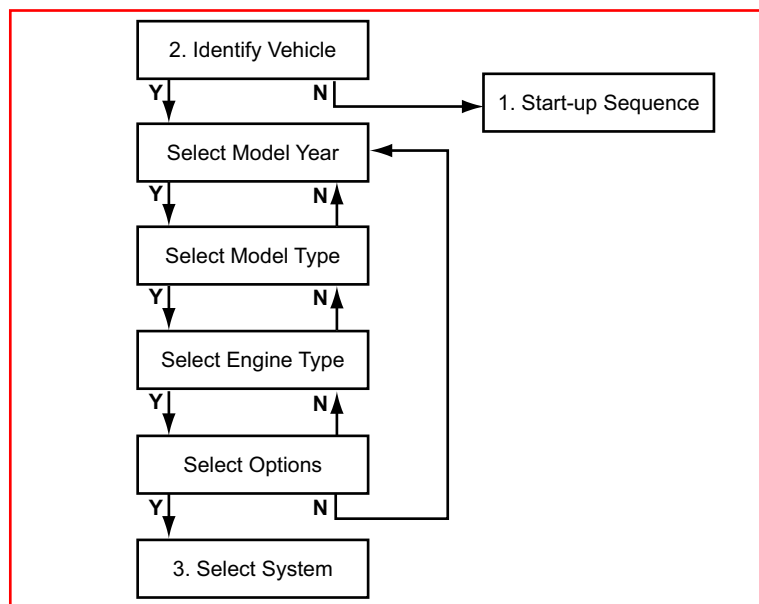 2. Identify Vehicle
Y
N
1. Start-up Sequence
Select Model Year
Y
N
Select Model Type
Y
N
Select Engine Type
Y
N
Select Options
Y
N
3. Select System